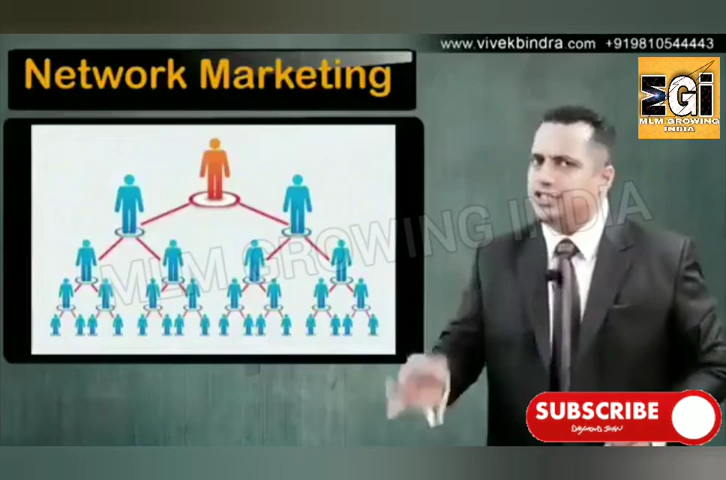 www.vivekbindra.com +919810544443
Network Marketing
MLM GROWING
INDIA
MLM GROWING INDIA
SUBSCRIBE